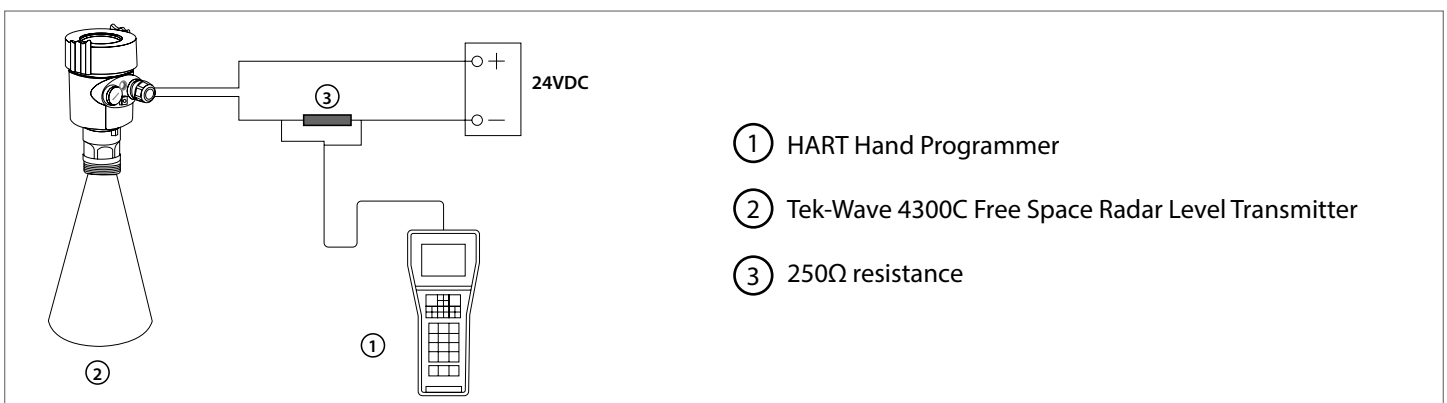 +
24VDC
3
−
1
2
1 HART Hand Programmer
2 Tek-Wave 4300C Free Space Radar Level Transmitter
3 250Ω resistance